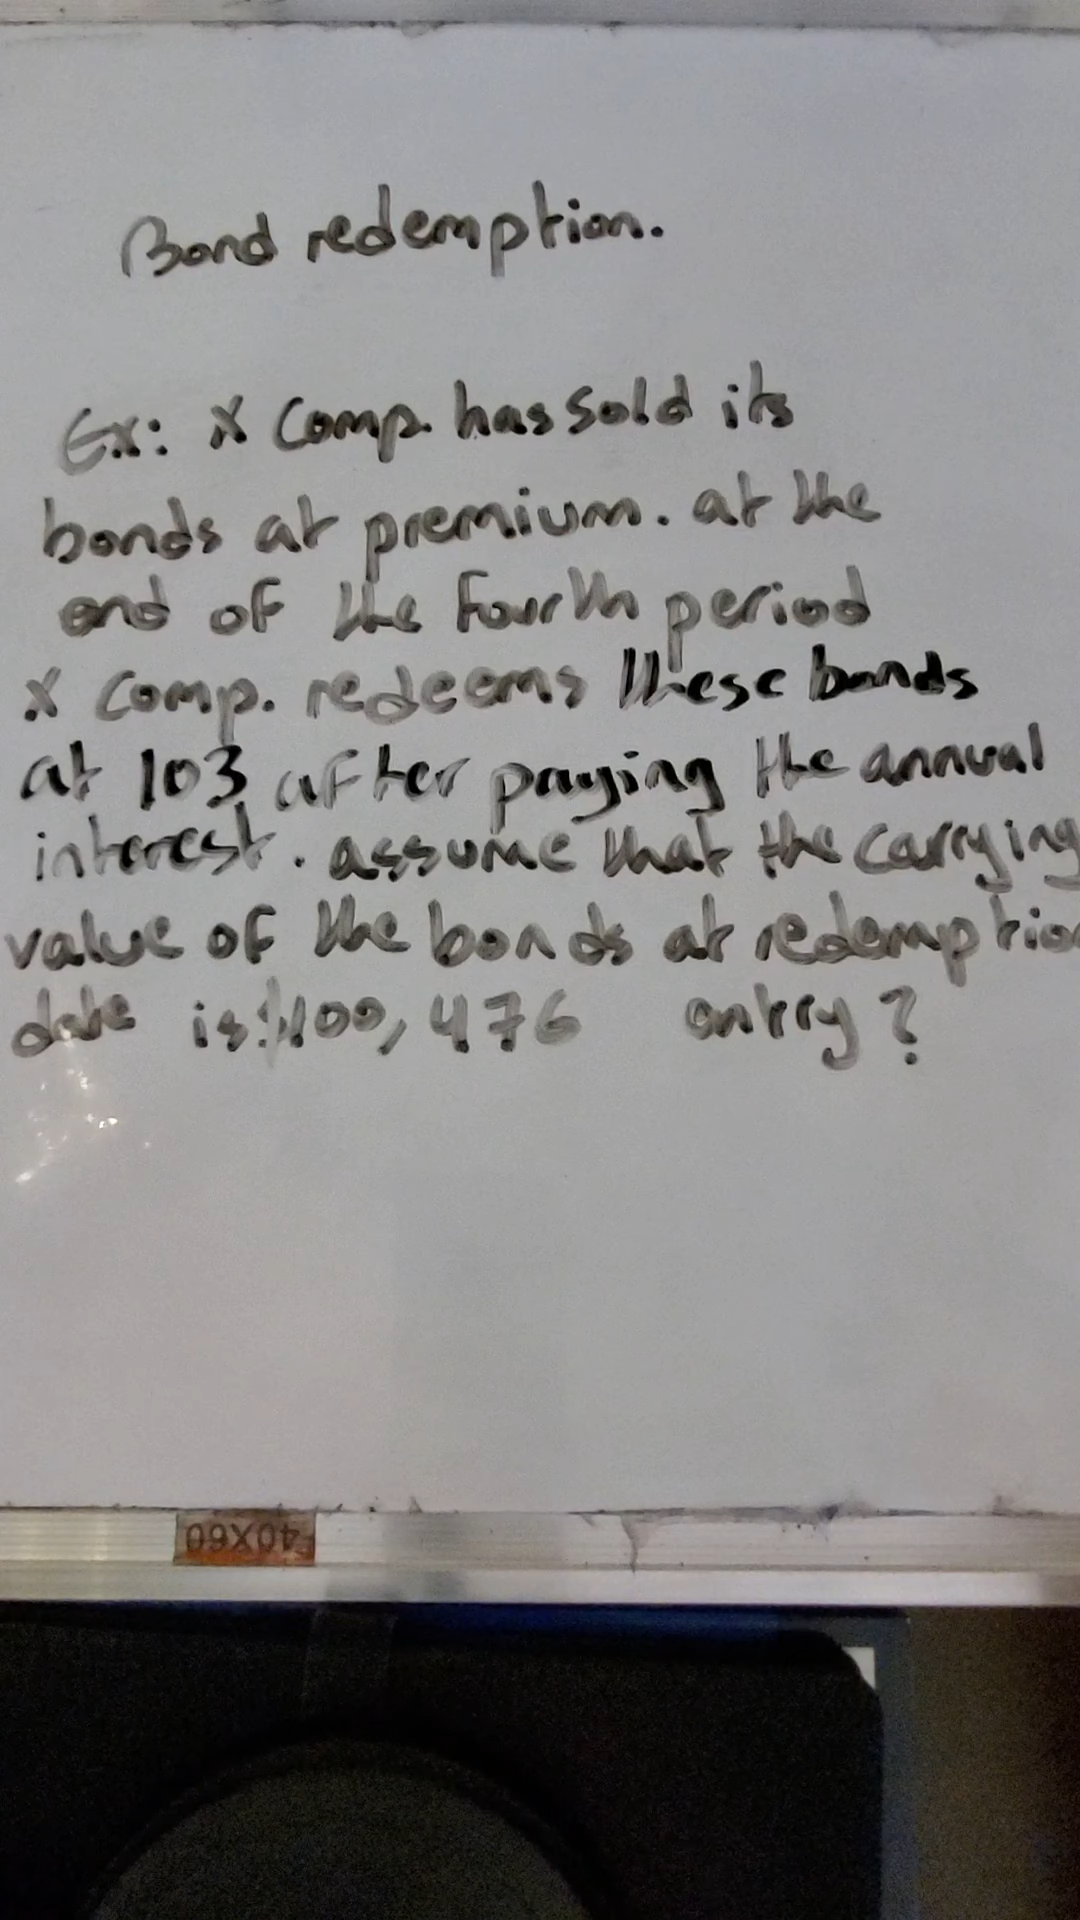 Bond redemption.
Ex: X Comp. has sold its
bonds at premium. at the
end of the fourth period
X Comp. redeems these bonds
at 103 after paying the annual
interest. assume that the carrying
value of the bonds at redemption
date is $100,476 entry?
40X60